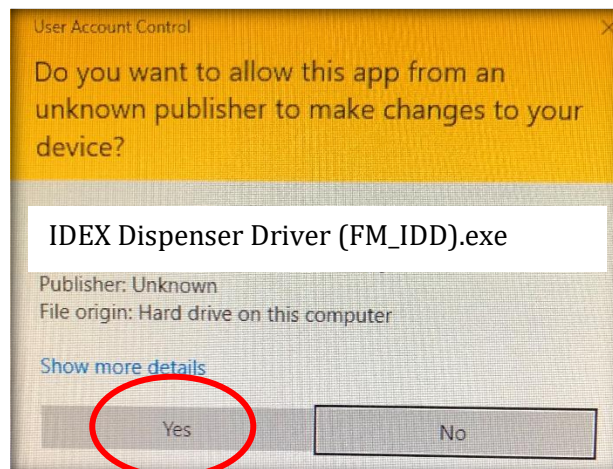 User Account Control
Do you want to allow this app from an
unknown publisher to make changes to your
device?
IDEX Dispenser Driver (FM_IDD).exe
Publisher: Unknown
File origin: Hard drive on this computer
Show more details
Yes
No